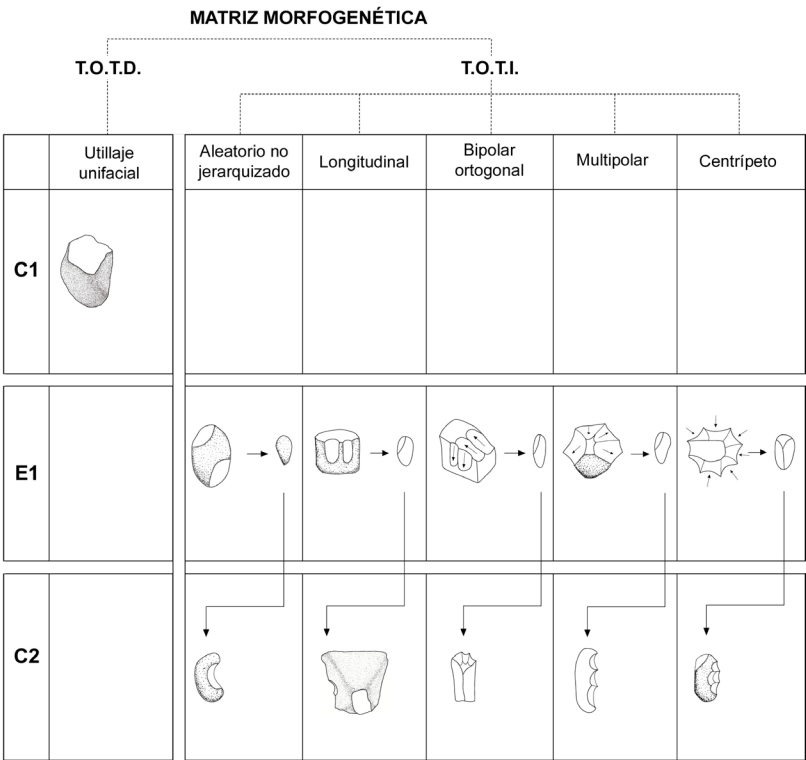 MATRIZ MORFOGENÉTICA
T.O.T.D.
T.O.T.I.
Utillaje
unifacial
Aleatorio no
jerarquizado
Longitudinal
Bipolar
ortogonal
Multipolar
Centrípeto
C1
E1
C2